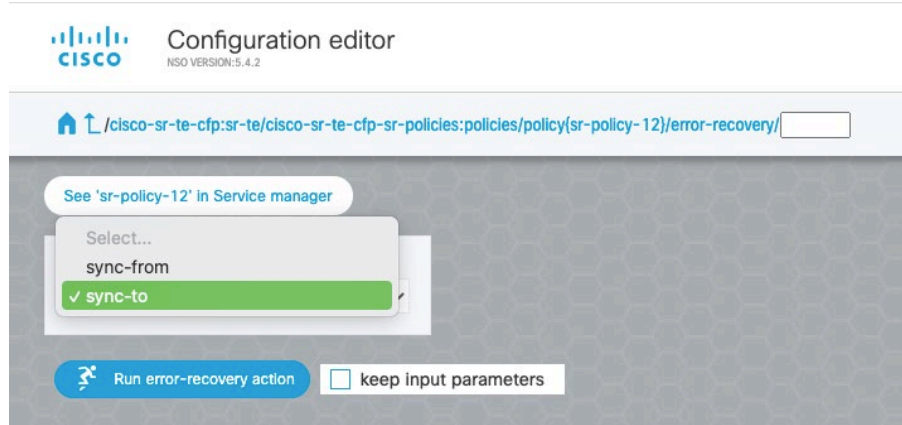 CISCO
Configuration editor
NSO VERSION:5.4.2
/cisco-sr-te-cfp:sr-te/cisco-sr-te-cfp-sr-policies:policies/policy{sr-policy-12}/error-recovery/
See 'sr-policy-12' in Service manager
Select...
sync-from
✓ sync-to
Run error-recovery action
keep input parameters